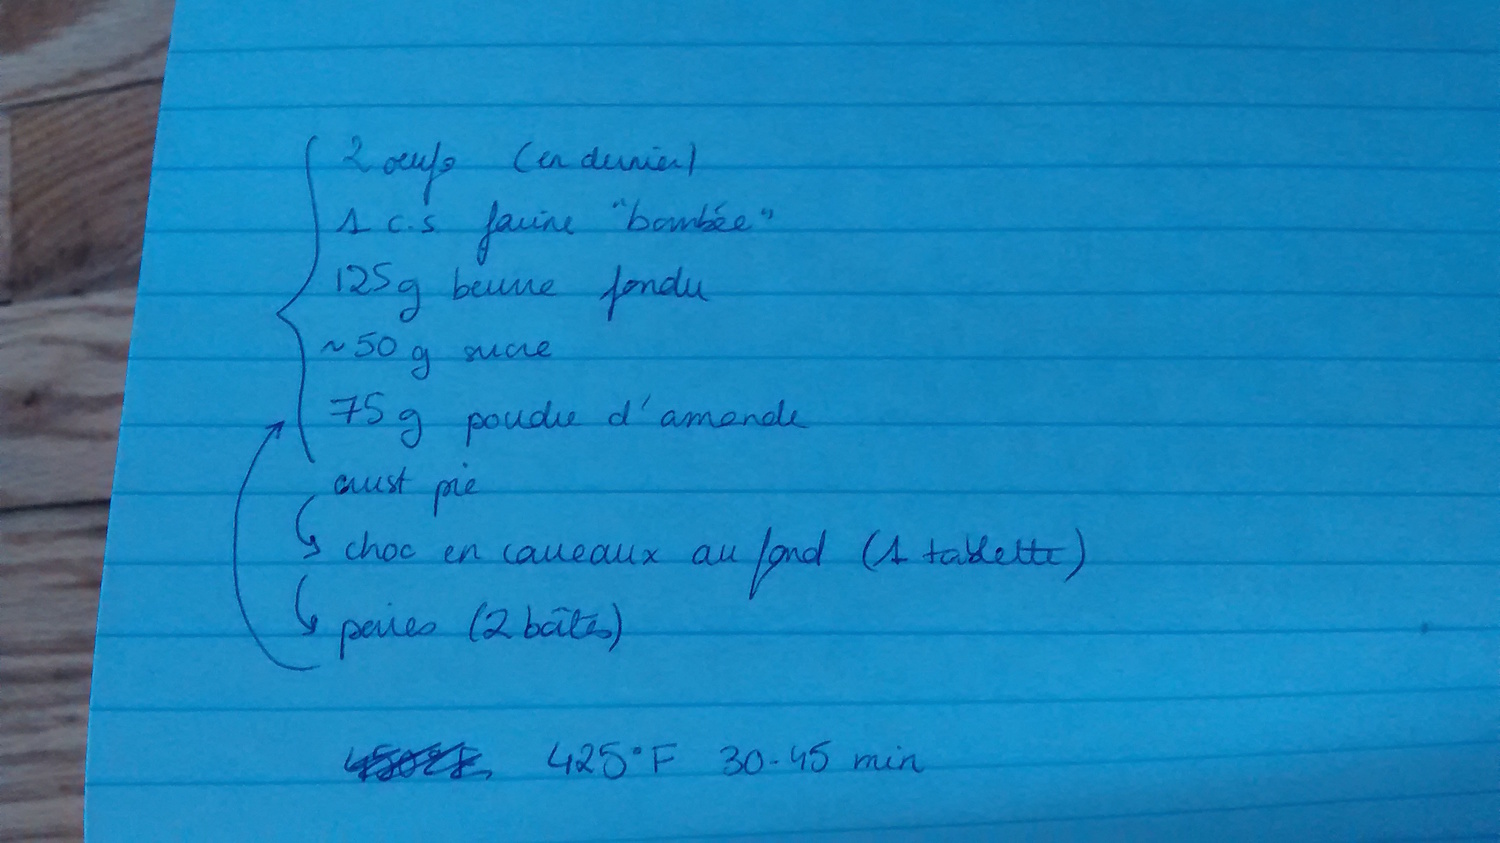 2 oeufs (en dernier)
1 c.s. farine "bombée"
125g beurre fondu
~50 g sucre
75 g poudre d'amande
crust pie
choc en carreaux au fond (1 tablette)
poires (2 boîtes)
450°F 425°F 30-45 min